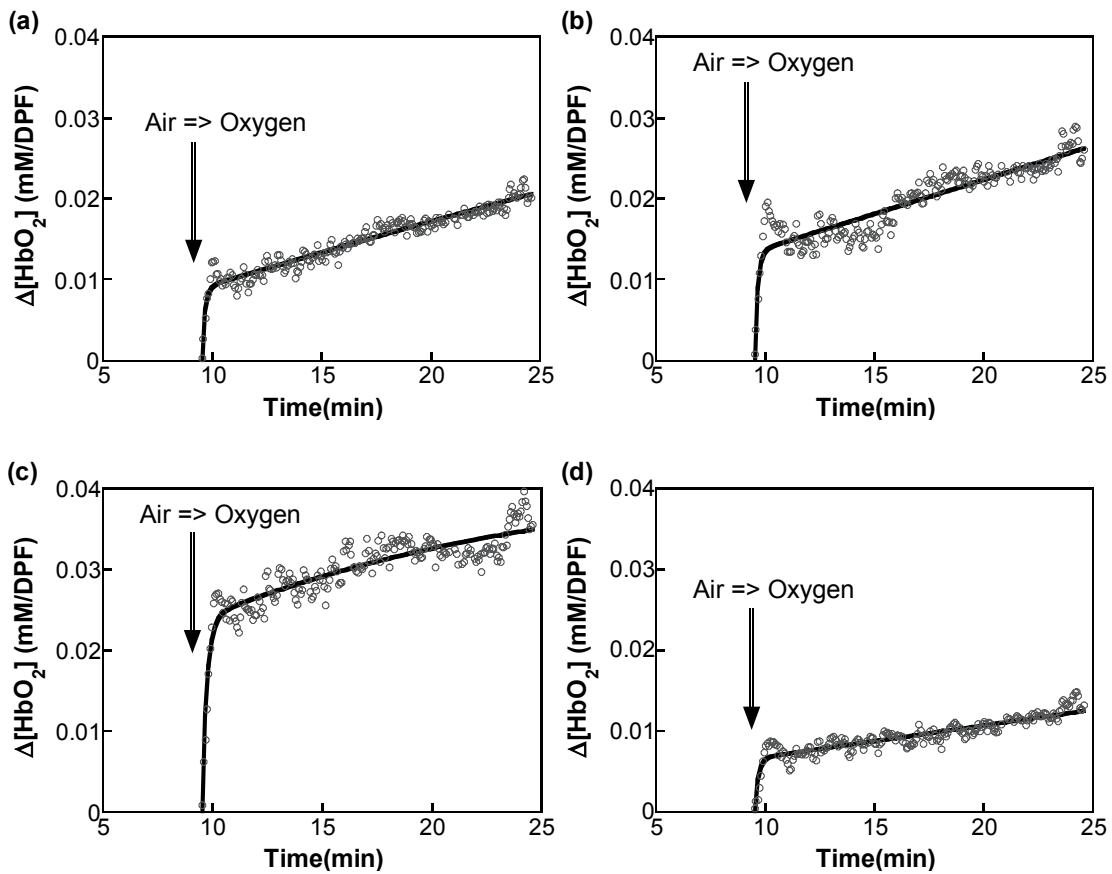 (a)
0.04
0.03
0.02
0.01
0
Δ[HbO2] (mM/DPF)
Air => Oxygen
5
10
15
20
25
Time(min)
(b)
0.04
0.03
0.02
0.01
0
Δ[HbO2] (mM/DPF)
Air => Oxygen
5
10
15
20
25
Time(min)
(c)
0.04
0.03
0.02
0.01
0
Δ[HbO2] (mM/DPF)
Air => Oxygen
5
10
15
20
25
Time(min)
(d)
0.04
0.03
0.02
0.01
0
Δ[HbO2] (mM/DPF)
Air => Oxygen
5
10
15
20
25
Time(min)